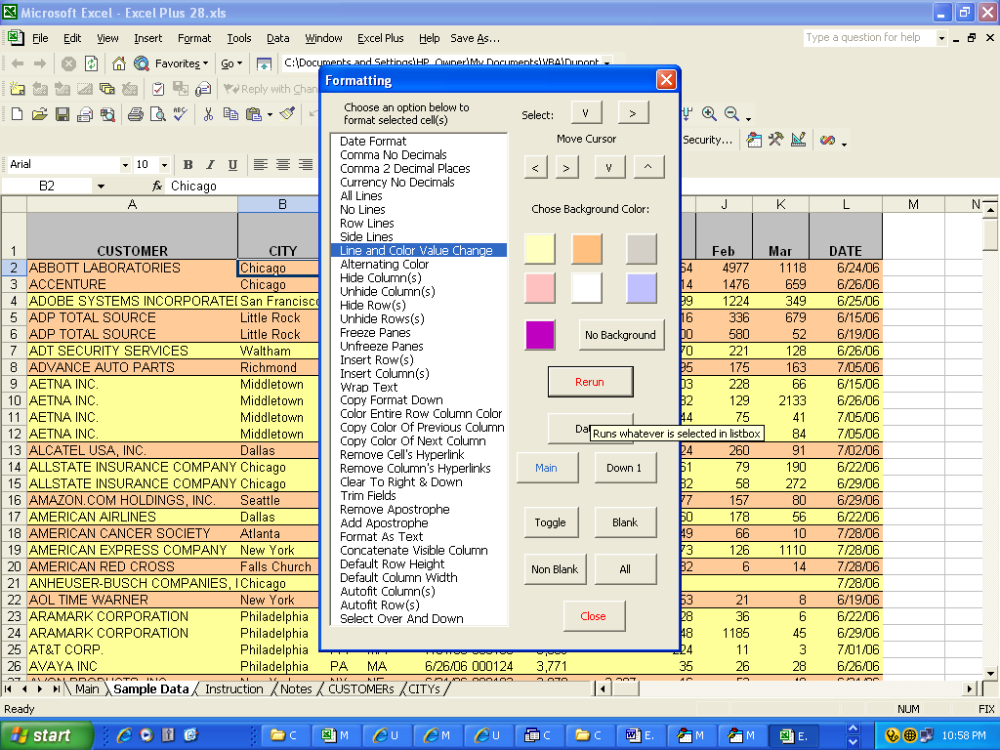 Microsoft Excel - Excel Plus 28.xls
File Edit View Insert Format Tools Data Window Excel Plus Help Save As... Type a question for help
Favorites Go C:\Documents and Settings\HP_Owner\My Documents\VBA\Dupont
Reply with Chan
Security...
Arial 10 B I U
B2 fx Chicago
Formatting
Choose an option below to
format selected cell(s)
Date Format
Comma No Decimals
Comma 2 Decimal Places
Currency No Decimals
All Lines
No Lines
Row Lines
Side Lines
Line and Color Value Change
Alternating Color
Hide Column(s)
Unhide Column(s)
Hide Row(s)
Unhide Rows(s)
Freeze Panes
Unfreeze Panes
Insert Row(s)
Insert Column(s)
Wrap Text
Copy Format Down
Color Entire Row Column Color
Copy Color Of Previous Column
Copy Color Of Next Column
Remove Cell's Hyperlink
Remove Column's Hyperlinks
Clear To Right & Down
Trim Fields
Remove Apostrophe
Add Apostrophe
Format As Text
Concatenate Visible Column
Default Row Height
Default Column Width
Autofit Column(s)
Autofit Row(s)
Select Over And Down
Select: V >
Move Cursor
< > V ^
Chose Background Color:
No Background
Rerun
Da
Runs whatever is selected in listbox
Main Down 1
Toggle Blank
Non Blank All
Close
A B J K L M N
1 CUSTOMER CITY Feb Mar DATE
2 ABBOTT LABORATORIES Chicago 64 4977 1118 6/24/06
3 ACCENTURE Chicago 14 1476 659 6/26/06
4 ADOBE SYSTEMS INCORPORATE San Francisco 99 1224 349 6/25/06
5 ADP TOTAL SOURCE Little Rock 16 336 679 6/15/06
6 ADP TOTAL SOURCE Little Rock 00 580 52 6/19/06
7 ADT SECURITY SERVICES Waltham 70 221 128 6/26/06
8 ADVANCE AUTO PARTS Richmond 95 175 163 7/05/06
9 AETNA INC. Middletown 03 228 66 6/15/06
10 AETNA INC. Middletown 32 129 2133 6/26/06
11 AETNA INC. Middletown 44 75 41 7/05/06
12 AETNA INC. Middletown 84 7/05/06
13 ALCATEL USA, INC. Dallas 24 260 91 7/02/06
14 ALLSTATE INSURANCE COMPANY Chicago 61 79 190 6/22/06
15 ALLSTATE INSURANCE COMPANY Chicago 32 58 272 6/29/06
16 AMAZON.COM HOLDINGS, INC. Seattle 77 157 80 6/29/06
17 AMERICAN AIRLINES Dallas 60 178 56 6/22/06
18 AMERICAN CANCER SOCIETY Atlanta 49 66 10 7/28/06
19 AMERICAN EXPRESS COMPANY New York 73 126 1110 7/28/06
20 AMERICAN RED CROSS Falls Church 32 6 14 7/28/06
21 ANHEUSER-BUSCH COMPANIES, I Chicago 7/28/06
22 AOL TIME WARNER New York 53 21 8 6/19/06
23 ARAMARK CORPORATION Philadelphia 28 36 6 6/22/06
24 ARAMARK CORPORATION Philadelphia 48 1185 45 6/29/06
25 AT&T CORP. Philadelphia 224 11 3 7/01/06
26 AVAYA INC Philadelphia PA MA 6/26/06 000124 3,771 35 26 28 6/26/06
Main Sample Data Instruction Notes CUSTOMERs CITYs
Ready NUM FIX
start C M U M U C C E. M M E. 10:58 PM